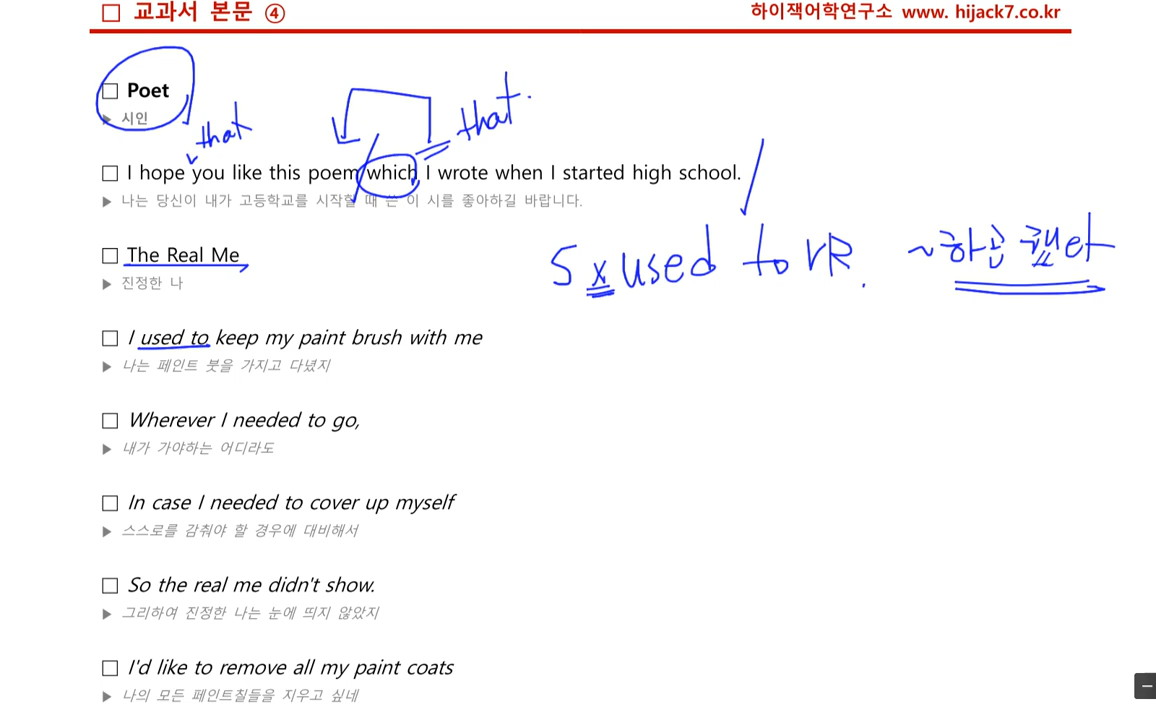 □ 교과서 본문 ④ 하이잭어학연구소 www. hijack7.co.kr
□ Poet
▶ 시인
that that.
□ I hope you like this poem which I wrote when I started high school.
▶ 나는 당신이 내가 고등학교를 시작할 때 쓴 이 시를 좋아하길 바랍니다.
□ The Real Me
▶ 진정한 나
S x used to VR. ~하곤 했다
□ I used to keep my paint brush with me
▶ 나는 페인트 붓을 가지고 다녔지
□ Wherever I needed to go,
▶ 내가 가야하는 어디라도
□ In case I needed to cover up myself
▶ 스스로를 감춰야 할 경우에 대비해서
□ So the real me didn't show.
▶ 그리하여 진정한 나는 눈에 띄지 않았지
□ I'd like to remove all my paint coats
▶ 나의 모든 페인트칠들을 지우고 싶네